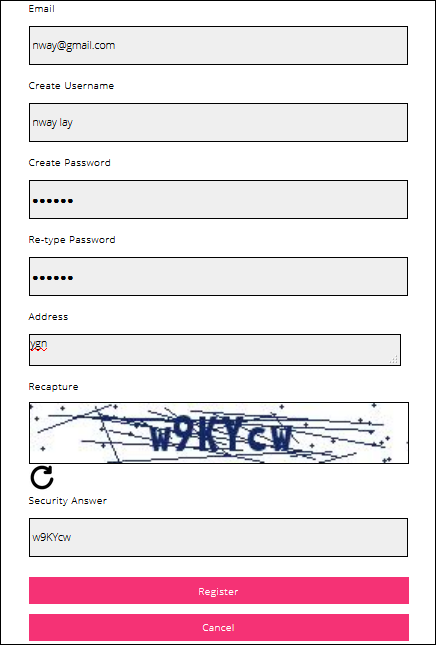 Email
nway@gmail.com
Create Username
nway lay
Create Password
••••••
Re-type Password
••••••
Address
ygn
Recapture
w9KYcw
Security Answer
w9KYcw
Register
Cancel